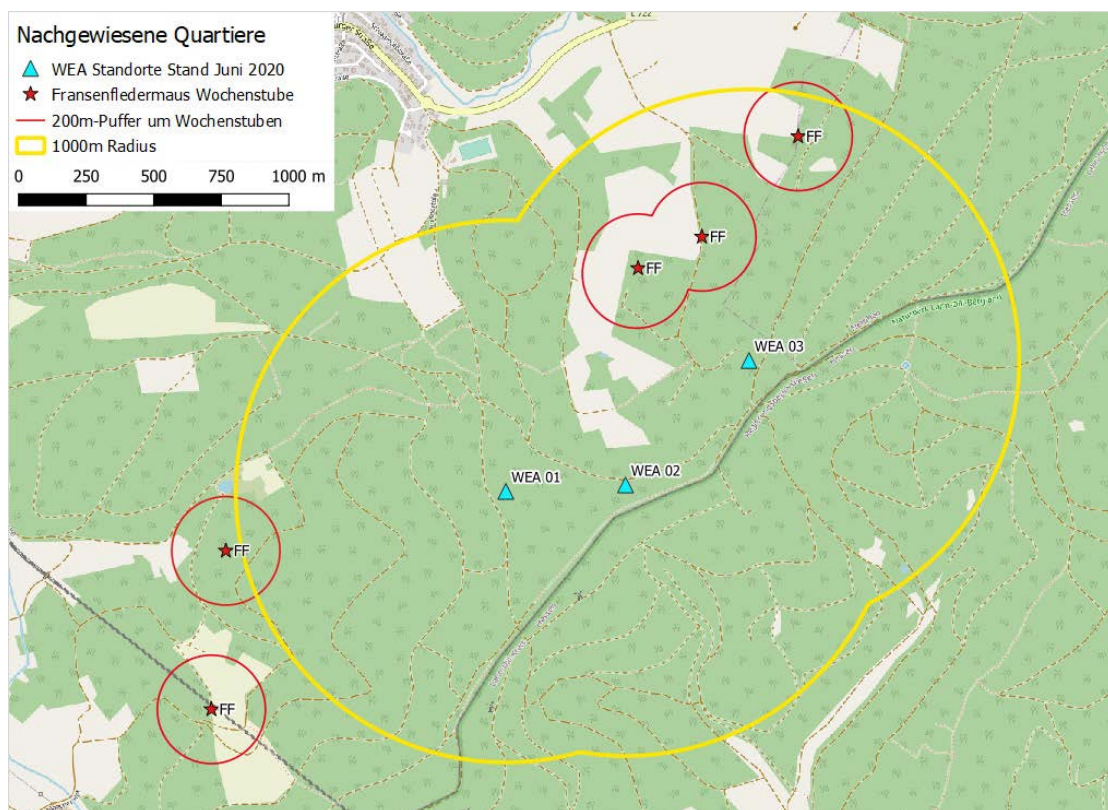 Nachgewiesene Quartiere
WEA Standorte Stand Juni 2020
Fransenfledermaus Wochenstube
200m-Puffer um Wochenstuben
1000m Radius
0 250 500 750 1000 m
L 722
FF
FF
FF
WEA 03
WEA 02
WEA 01
FF
FF